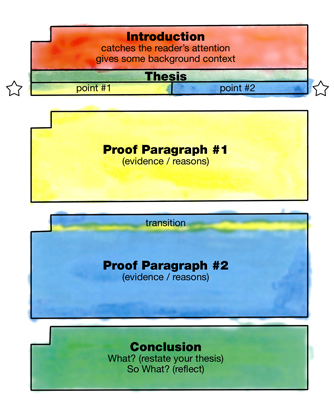 Introduction
catches the reader's attention
gives some background context
Thesis
point #1 point #2
Proof Paragraph #1
(evidence / reasons)
transition
Proof Paragraph #2
(evidence / reasons)
Conclusion
What? (restate your thesis)
So What? (reflect)